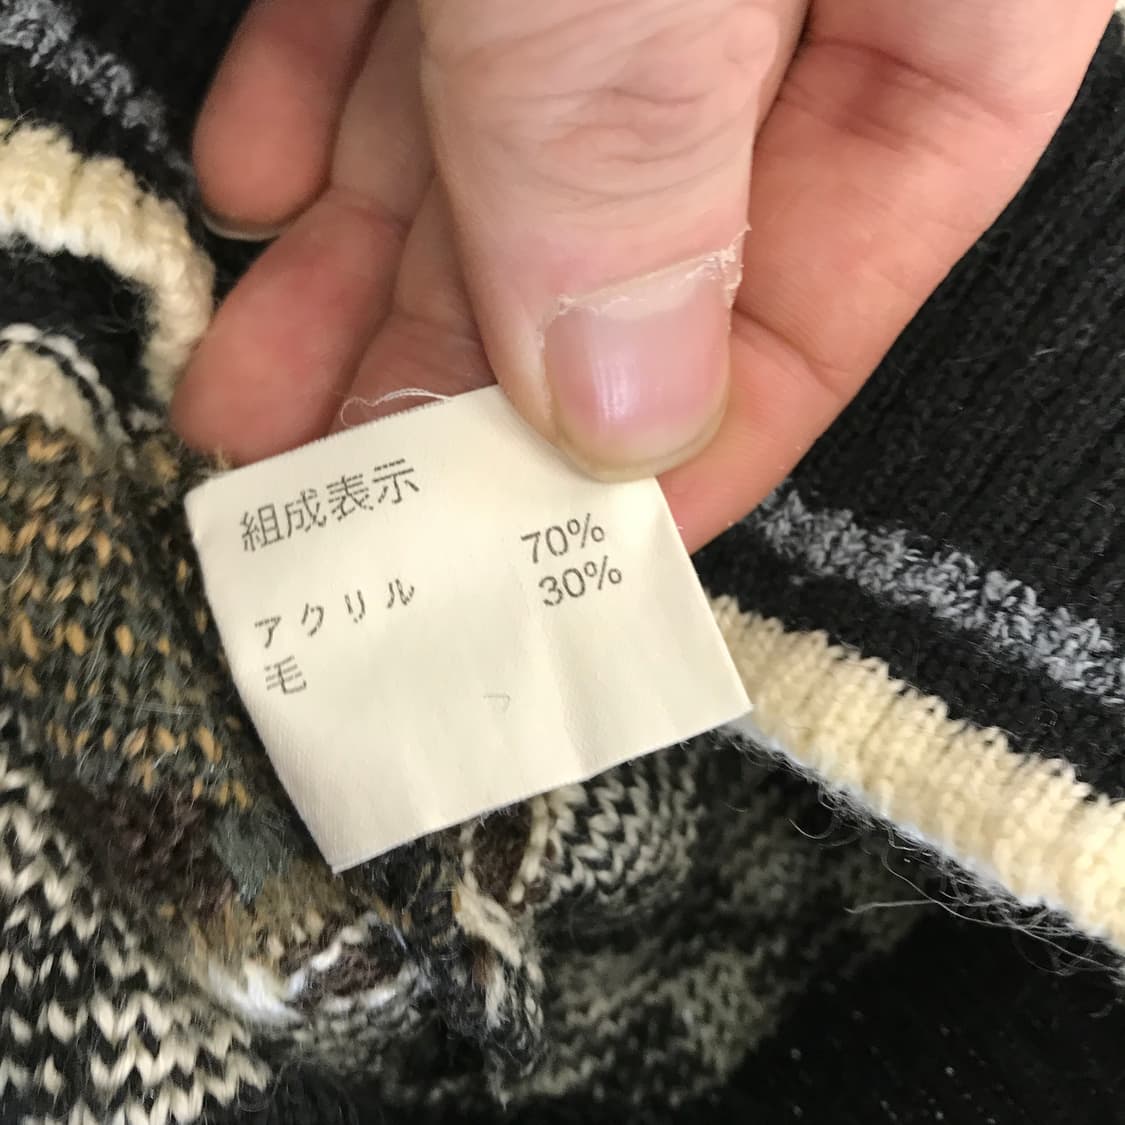 組成表示
アクリル 70%
毛 30%